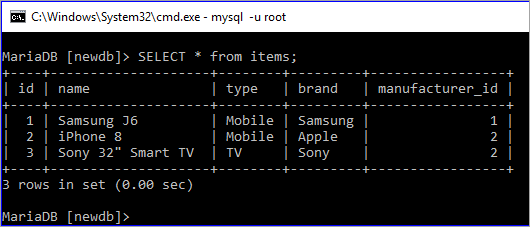 C:\Windows\System32\cmd.exe - mysql  -u root
MariaDB [newdb]> SELECT * from items;
+----+--------------------+--------+---------+-----------------+
| id | name               | type   | brand   | manufacturer_id |
+----+--------------------+--------+---------+-----------------+
|  1 | Samsung J6         | Mobile | Samsung |               1 |
|  2 | iPhone 8           | Mobile | Apple   |               2 |
|  3 | Sony 32" Smart TV  | TV     | Sony    |               2 |
+----+--------------------+--------+---------+-----------------+
3 rows in set (0.00 sec)
MariaDB [newdb]>